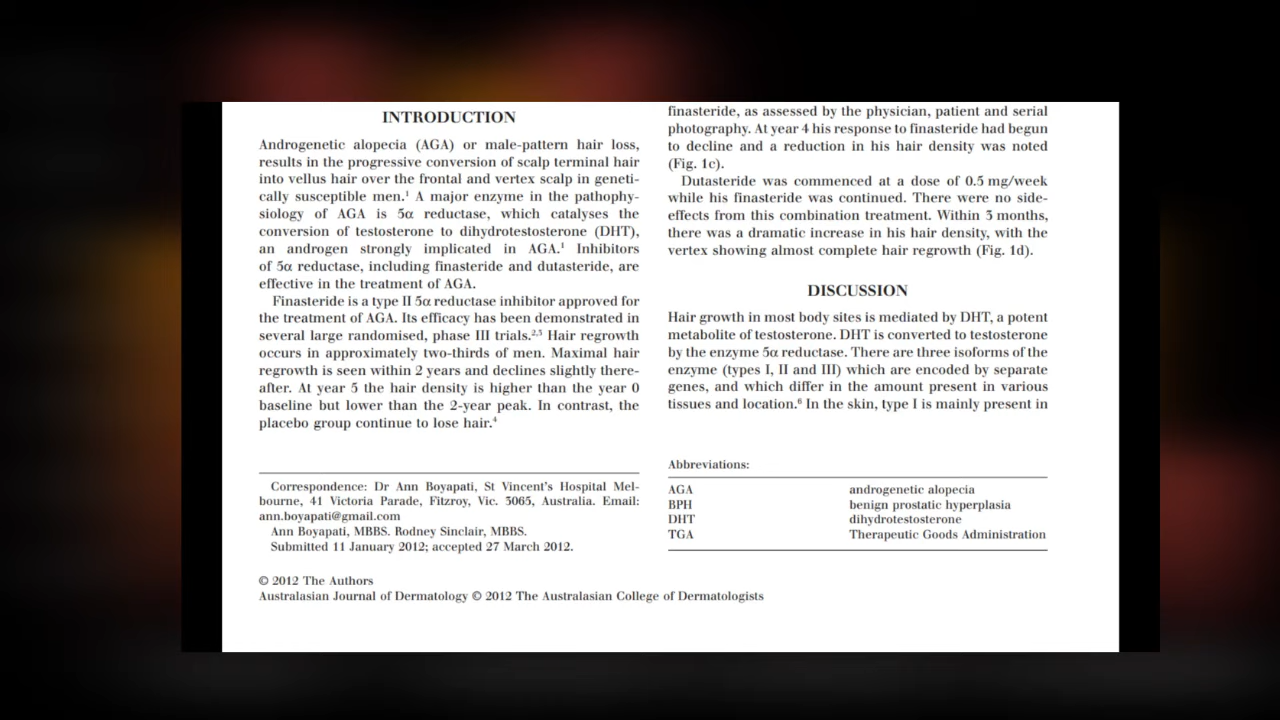 INTRODUCTION
Androgenetic alopecia (AGA) or male-pattern hair loss,
results in the progressive conversion of scalp terminal hair
into vellus hair over the frontal and vertex scalp in geneti-
cally susceptible men.¹ A major enzyme in the pathophy-
siology of AGA is 5α reductase, which catalyses the
conversion of testosterone to dihydrotestosterone (DHT),
an androgen strongly implicated in AGA.¹ Inhibitors
of 5α reductase, including finasteride and dutasteride, are
effective in the treatment of AGA.
Finasteride is a type II 5α reductase inhibitor approved for
the treatment of AGA. Its efficacy has been demonstrated in
several large randomised, phase III trials.²,³ Hair regrowth
occurs in approximately two-thirds of men. Maximal hair
regrowth is seen within 2 years and declines slightly there-
after. At year 5 the hair density is higher than the year 0
baseline but lower than the 2-year peak. In contrast, the
placebo group continue to lose hair.⁴
Correspondence: Dr Ann Boyapati, St Vincent's Hospital Mel-
bourne, 41 Victoria Parade, Fitzroy, Vic. 3065, Australia. Email:
ann.boyapati@gmail.com
Ann Boyapati, MBBS. Rodney Sinclair, MBBS.
Submitted 11 January 2012; accepted 27 March 2012.
finasteride, as assessed by the physician, patient and serial
photography. At year 4 his response to finasteride had begun
to decline and a reduction in his hair density was noted
(Fig. 1c).
Dutasteride was commenced at a dose of 0.5 mg/week
while his finasteride was continued. There were no side-
effects from this combination treatment. Within 3 months,
there was a dramatic increase in his hair density, with the
vertex showing almost complete hair regrowth (Fig. 1d).
DISCUSSION
Hair growth in most body sites is mediated by DHT, a potent
metabolite of testosterone. DHT is converted to testosterone
by the enzyme 5α reductase. There are three isoforms of the
enzyme (types I, II and III) which are encoded by separate
genes, and which differ in the amount present in various
tissues and location.⁶ In the skin, type I is mainly present in
Abbreviations:
AGA androgenetic alopecia
BPH benign prostatic hyperplasia
DHT dihydrotestosterone
TGA Therapeutic Goods Administration
© 2012 The Authors
Australasian Journal of Dermatology © 2012 The Australasian College of Dermatologists